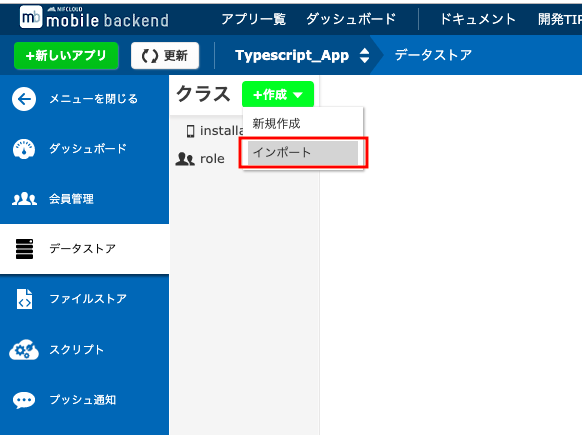 NIFCLOUD
mb mobile backend アプリ一覧 ダッシュボード ドキュメント 開発TIP
+新しいアプリ 更新 Typescript_App データストア
メニューを閉じる クラス +作成
新規作成
installa
インポート
role
ダッシュボード
会員管理
データストア
ファイルストア
スクリプト
プッシュ通知